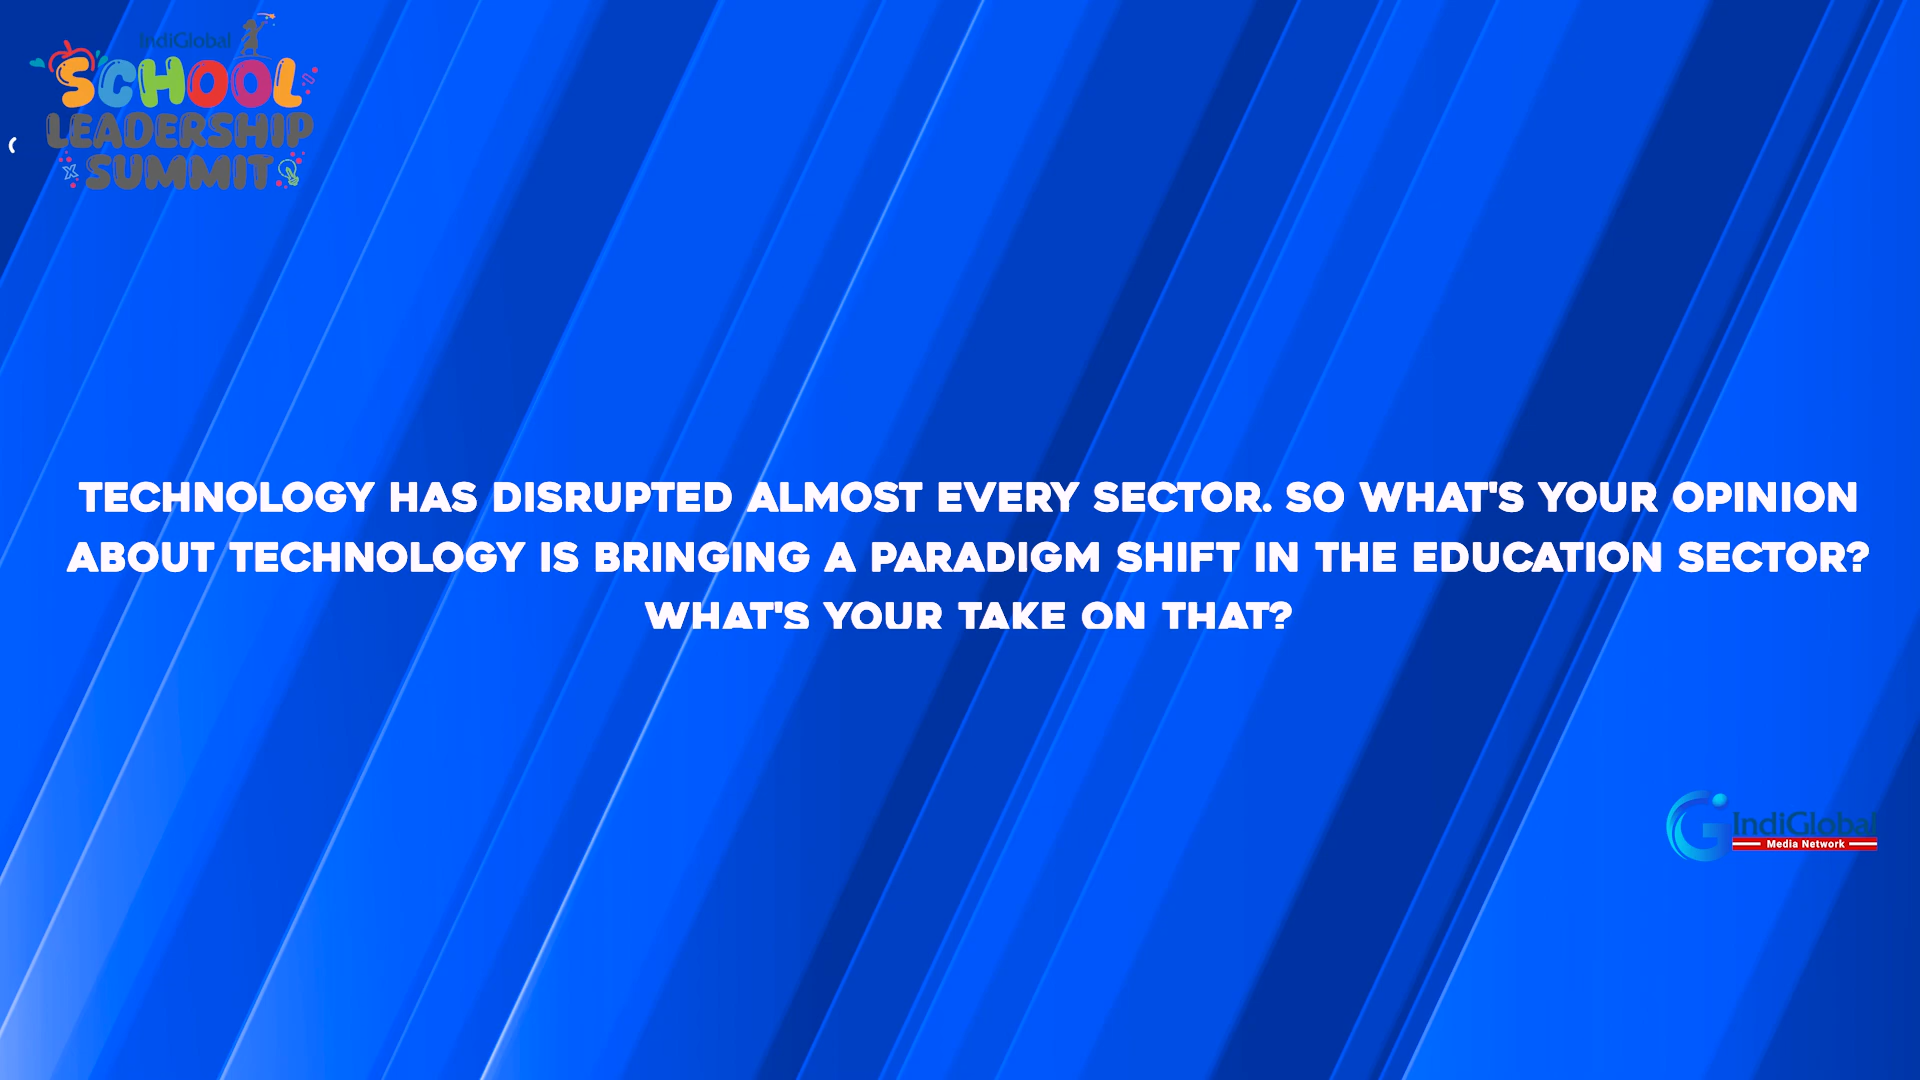 IndiGlobal
SCHOOL
LEADERSHIP
SUMMIT
TECHNOLOGY HAS DISRUPTED ALMOST EVERY SECTOR. SO WHAT'S YOUR OPINION
ABOUT TECHNOLOGY IS BRINGING A PARADIGM SHIFT IN THE EDUCATION SECTOR?
WHAT'S YOUR TAKE ON THAT?
IndiGlobal
Media Network